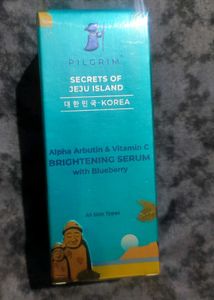 PILGRIM
SECRETS OF
JEJU ISLAND
대한민국-KOREA
Alpha Arbutin & Vitamin C
BRIGHTENING SERUM
with Blueberry
All Skin Types